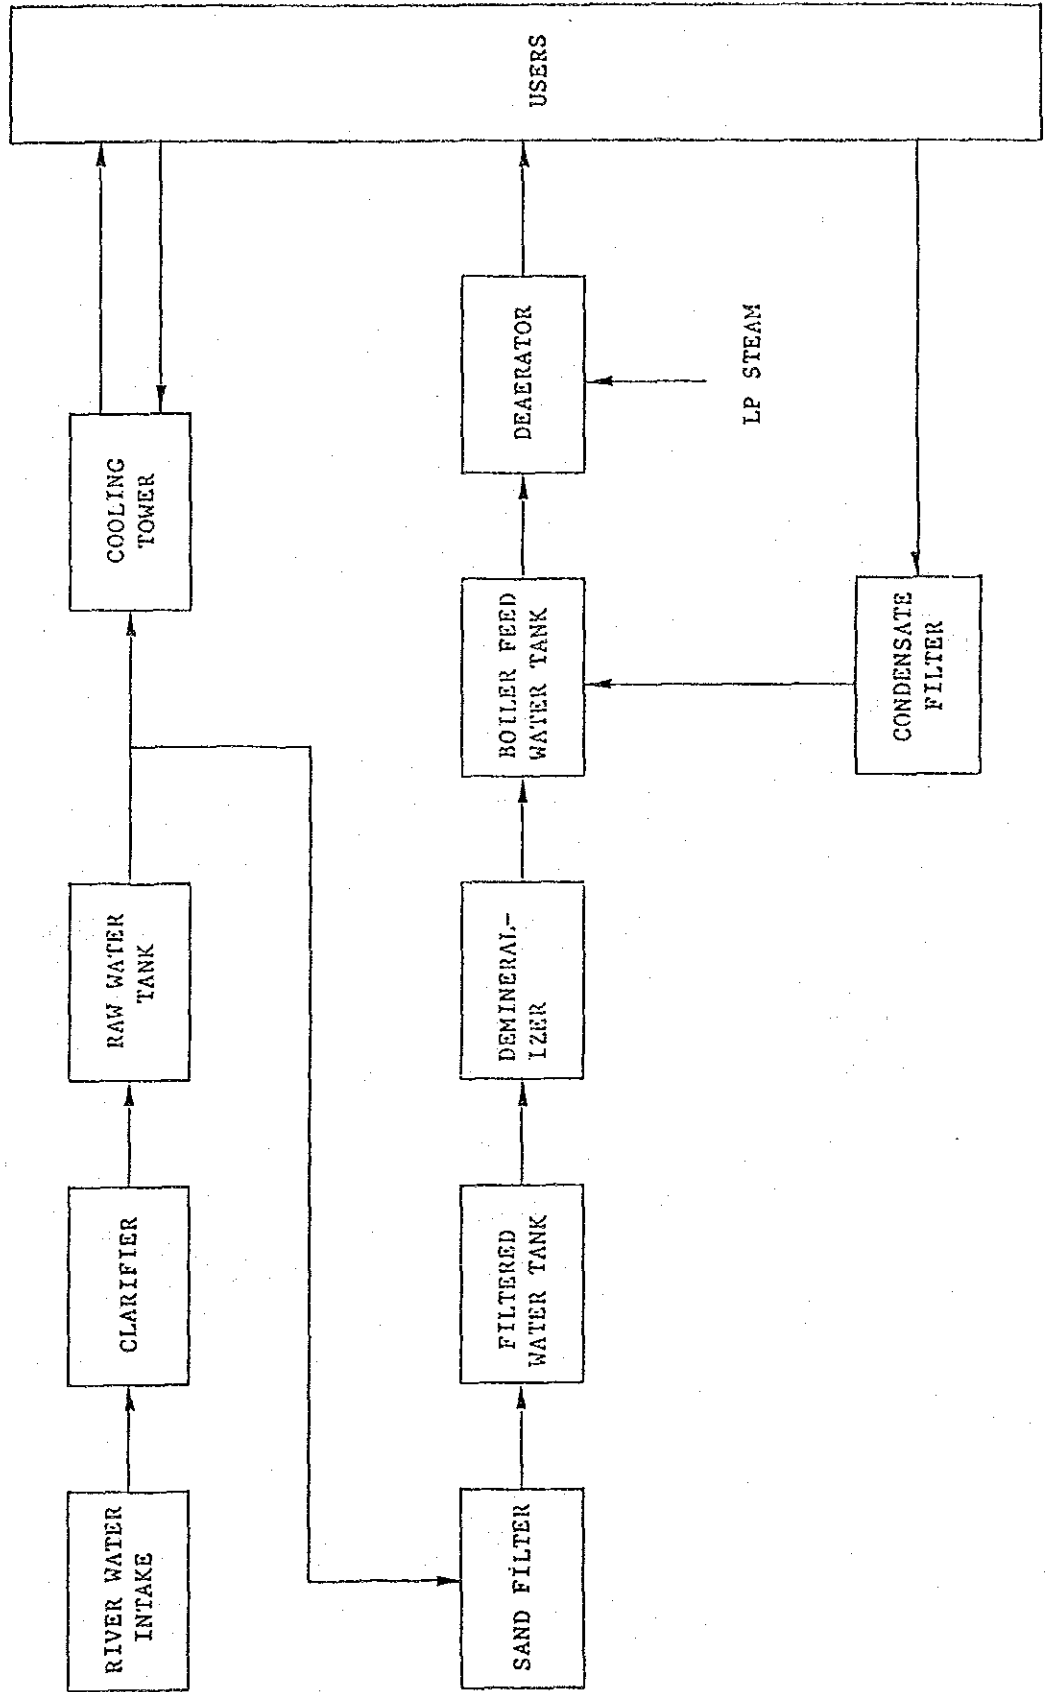 RIVER WATER
INTAKE
CLARIFIER
RAW WATER
TANK
COOLING
TOWER
SAND FILTER
FILTERED
WATER TANK
DEMINERAL-
IZER
BOILER FEED
WATER TANK
DEAERATOR
LP STEAM
CONDENSATE
FILTER
USERS